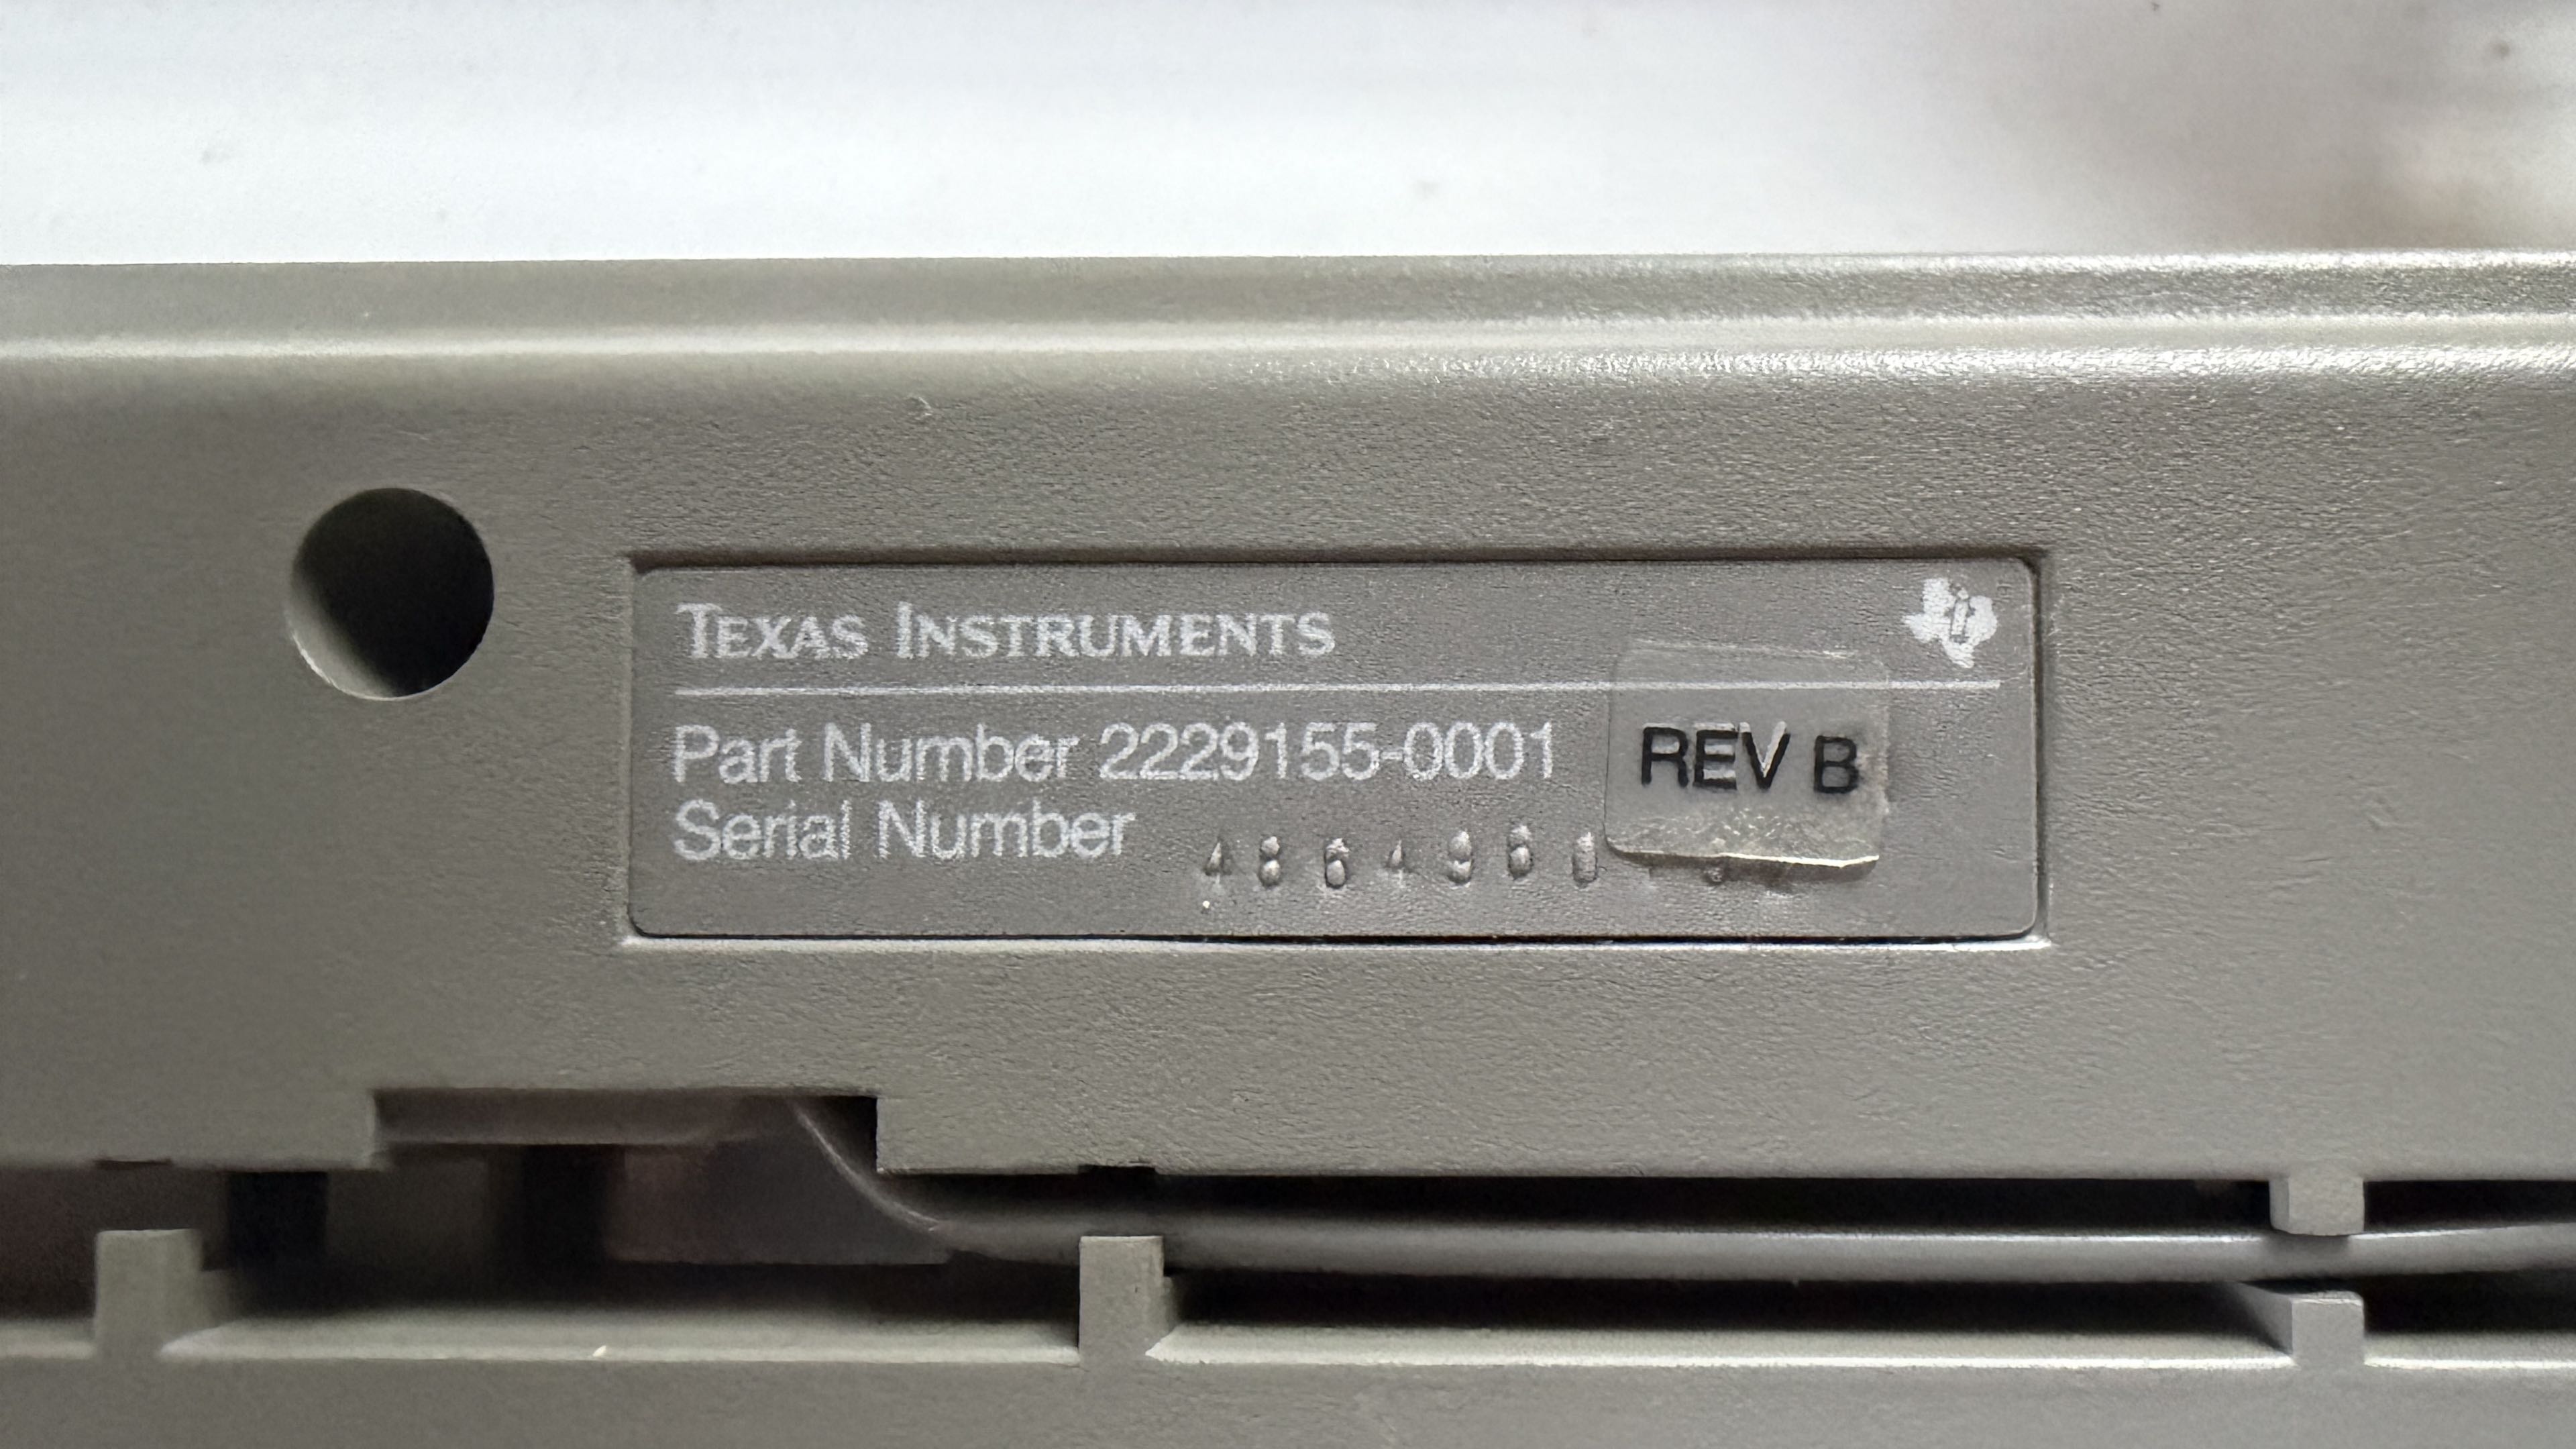 TEXAS INSTRUMENTS
Part Number 2229155-0001 REV B
Serial Number